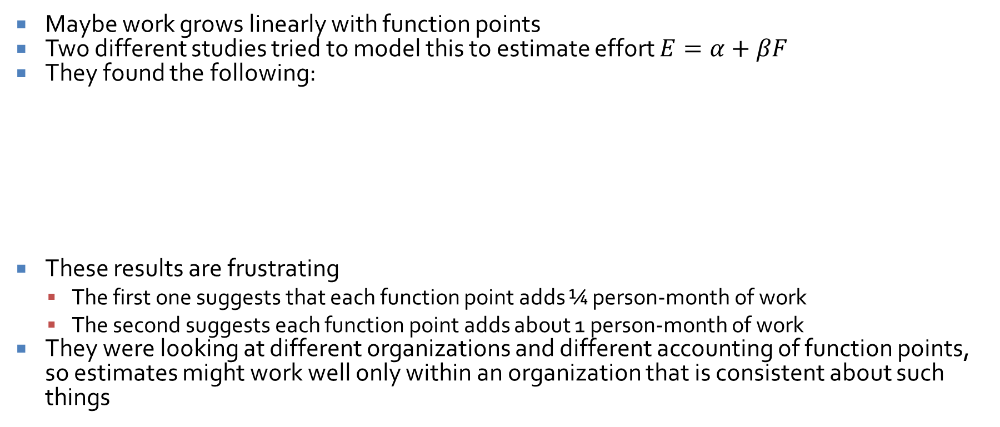 Maybe work grows linearly with function points
Two different studies tried to model this to estimate effort E = α + βF
They found the following:
These results are frustrating
The first one suggests that each function point adds ¼ person-month of work
The second suggests each function point adds about 1 person-month of work
They were looking at different organizations and different accounting of function points,
so estimates might work well only within an organization that is consistent about such
things